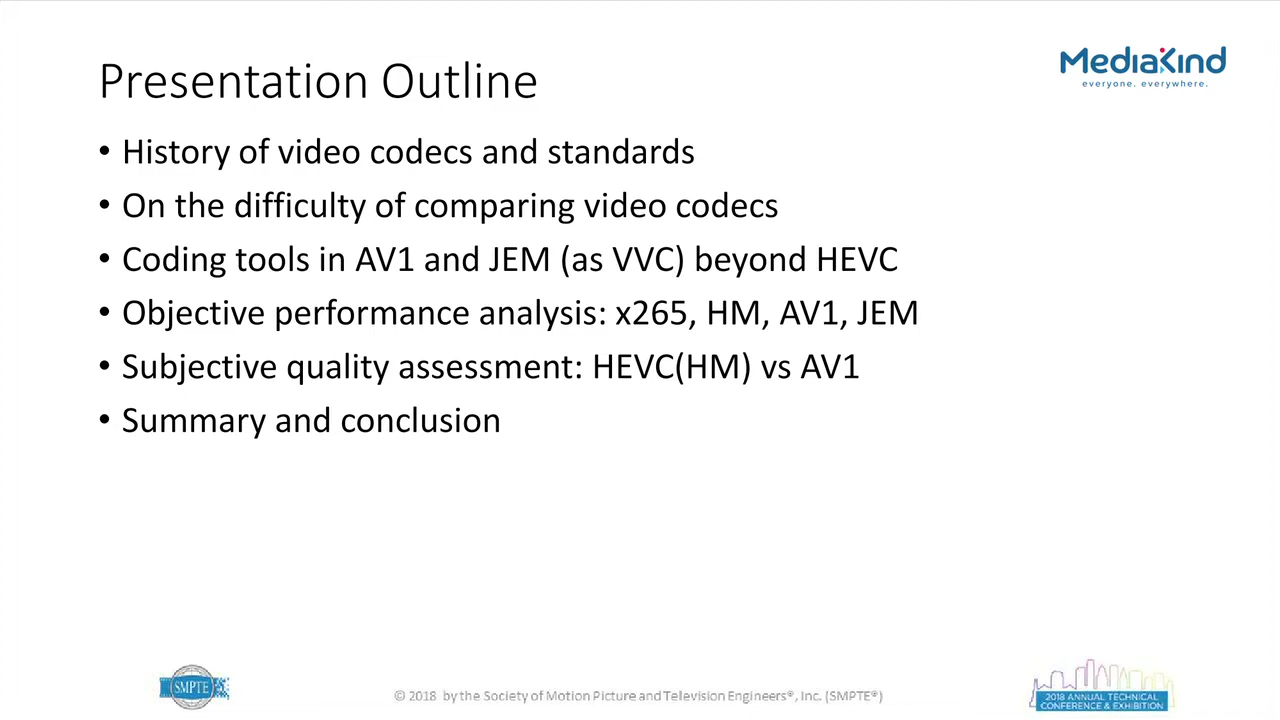 Presentation Outline
MediaKind
everyone. everywhere.
• History of video codecs and standards
• On the difficulty of comparing video codecs
• Coding tools in AV1 and JEM (as VVC) beyond HEVC
• Objective performance analysis: x265, HM, AV1, JEM
• Subjective quality assessment: HEVC(HM) vs AV1
• Summary and conclusion
SMPTE
© 2018 by the Society of Motion Picture and Television Engineers®, Inc. (SMPTE®)
2018 ANNUAL TECHNICAL
CONFERENCE & EXHIBITION